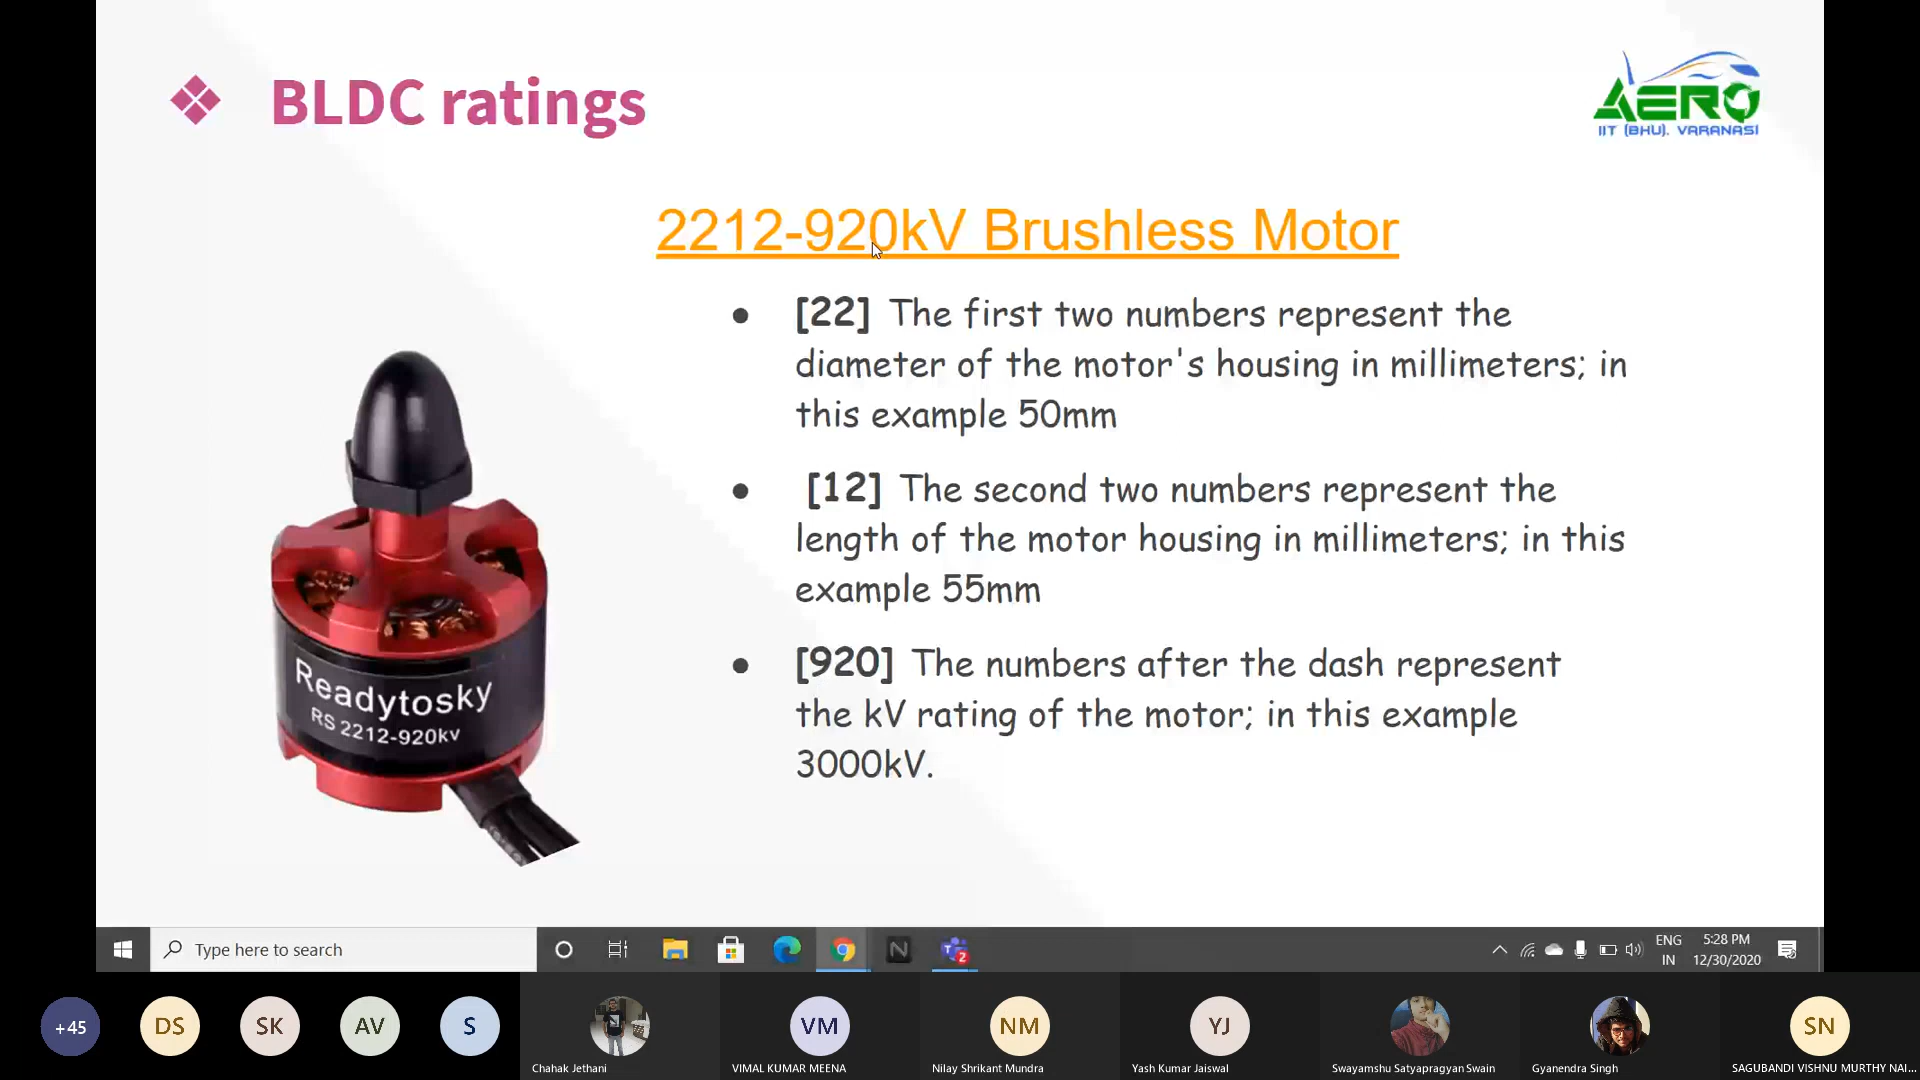 BLDC ratings
AERO
IIT (BHU), VARANASI
2212-920kV Brushless Motor
[22] The first two numbers represent the
diameter of the motor's housing in millimeters; in
this example 50mm
[12] The second two numbers represent the
length of the motor housing in millimeters; in this
example 55mm
[920] The numbers after the dash represent
the kV rating of the motor; in this example
3000kV.
Readytosky
RS 2212-920kv
Type here to search
2
ENG
IN
5:28 PM
12/30/2020
+45
DS
SK
AV
S
VM
NM
YJ
SN
Chahak Jethani
VIMAL KUMAR MEENA
Nilay Shrikant Mundra
Yash Kumar Jaiswal
Swayamshu Satyapragyan Swain
Gyanendra Singh
SAGUBANDI VISHNU MURTHY NAI...